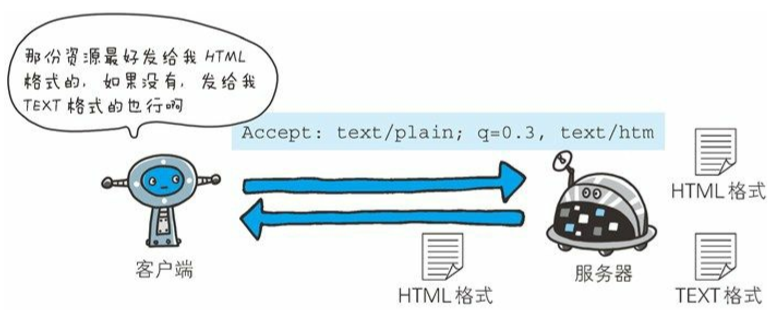 那份资源最好发给我 HTML
格式的, 如果没有, 发给我
TEXT 格式的也行啊
Accept: text/plain; q=0.3, text/htm
HTML 格式
客户端
HTML 格式
服务器
TEXT 格式